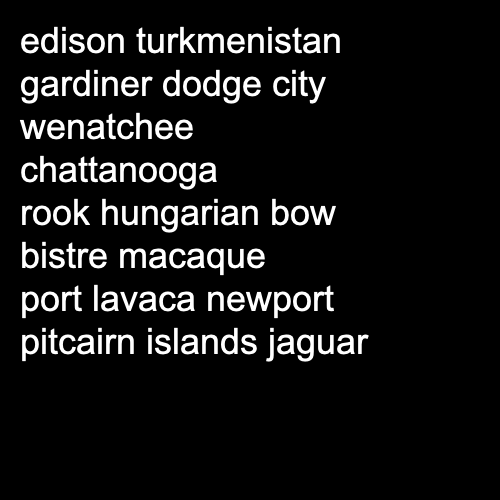 edison turkmenistan
gardiner dodge city
wenatchee
chattanooga
rook hungarian bow
bistre macaque
port lavaca newport
pitcairn islands jaguar